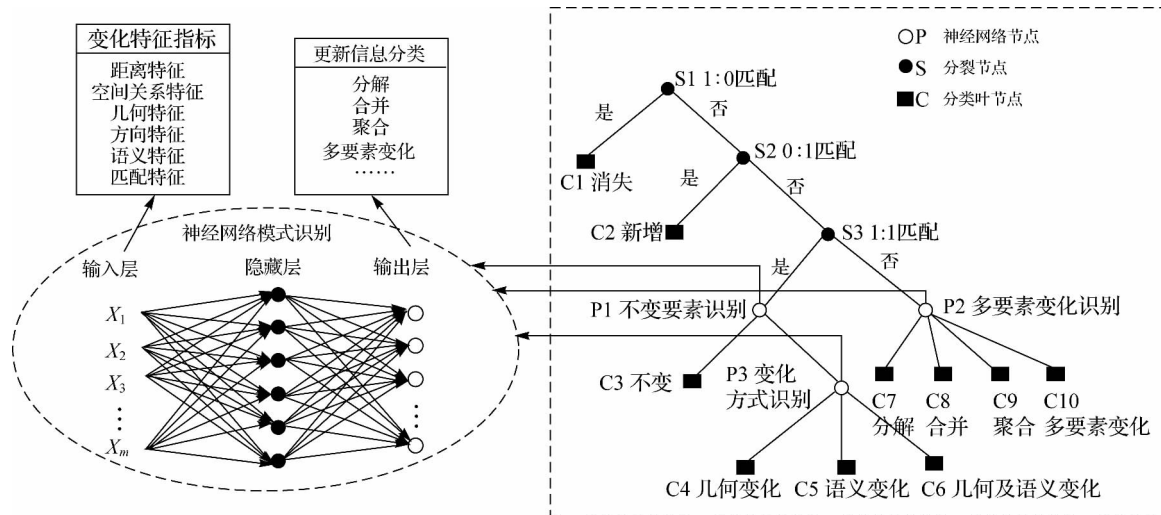 变化特征指标
距离特征
空间关系特征
几何特征
方向特征
语义特征
匹配特征
更新信息分类
分解
合并
聚合
多要素变化
……
神经网络模式识别
输入层
隐藏层
输出层
X1
X2
X3
Xm
P 神经网络节点
S 分裂节点
C 分类叶节点
S1 1:0匹配
是
否
C1 消失
S2 0:1匹配
是
否
C2 新增
S3 1:1匹配
是
否
P1 不变要素识别
P2 多要素变化识别
C3 不变
P3 变化
方式识别
C7
分解
C8
合并
C9
聚合
C10
多要素变化
C4 几何变化
C5 语义变化
C6 几何及语义变化